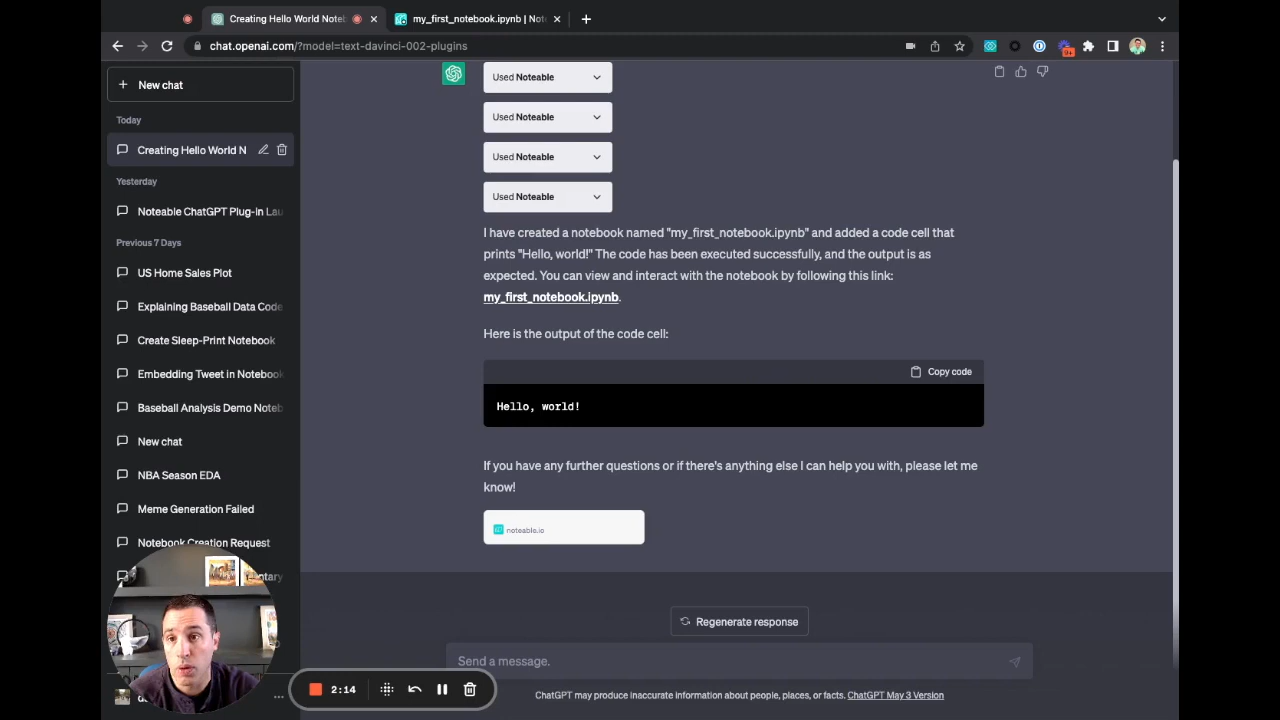 Creating Hello World Noteb
my_first_notebook.ipynb | Not
chat.openai.com/?model=text-davinci-002-plugins
9+
New chat
Today
Creating Hello World N
Yesterday
Noteable ChatGPT Plug-in Lau
Previous 7 Days
US Home Sales Plot
Explaining Baseball Data Code
Create Sleep-Print Notebook
Embedding Tweet in Notebook
Baseball Analysis Demo Noteb
New chat
NBA Season EDA
Meme Generation Failed
Notebook Creation Request
entary
2:14
Used Noteable
Used Noteable
Used Noteable
Used Noteable
I have created a notebook named "my_first_notebook.ipynb" and added a code cell that
prints "Hello, world!" The code has been executed successfully, and the output is as
expected. You can view and interact with the notebook by following this link:
my_first_notebook.ipynb.
Here is the output of the code cell:
Copy code
Hello, world!
If you have any further questions or if there's anything else I can help you with, please let me
know!
noteable.io
Regenerate response
Send a message.
ChatGPT may produce inaccurate information about people, places, or facts. ChatGPT May 3 Version